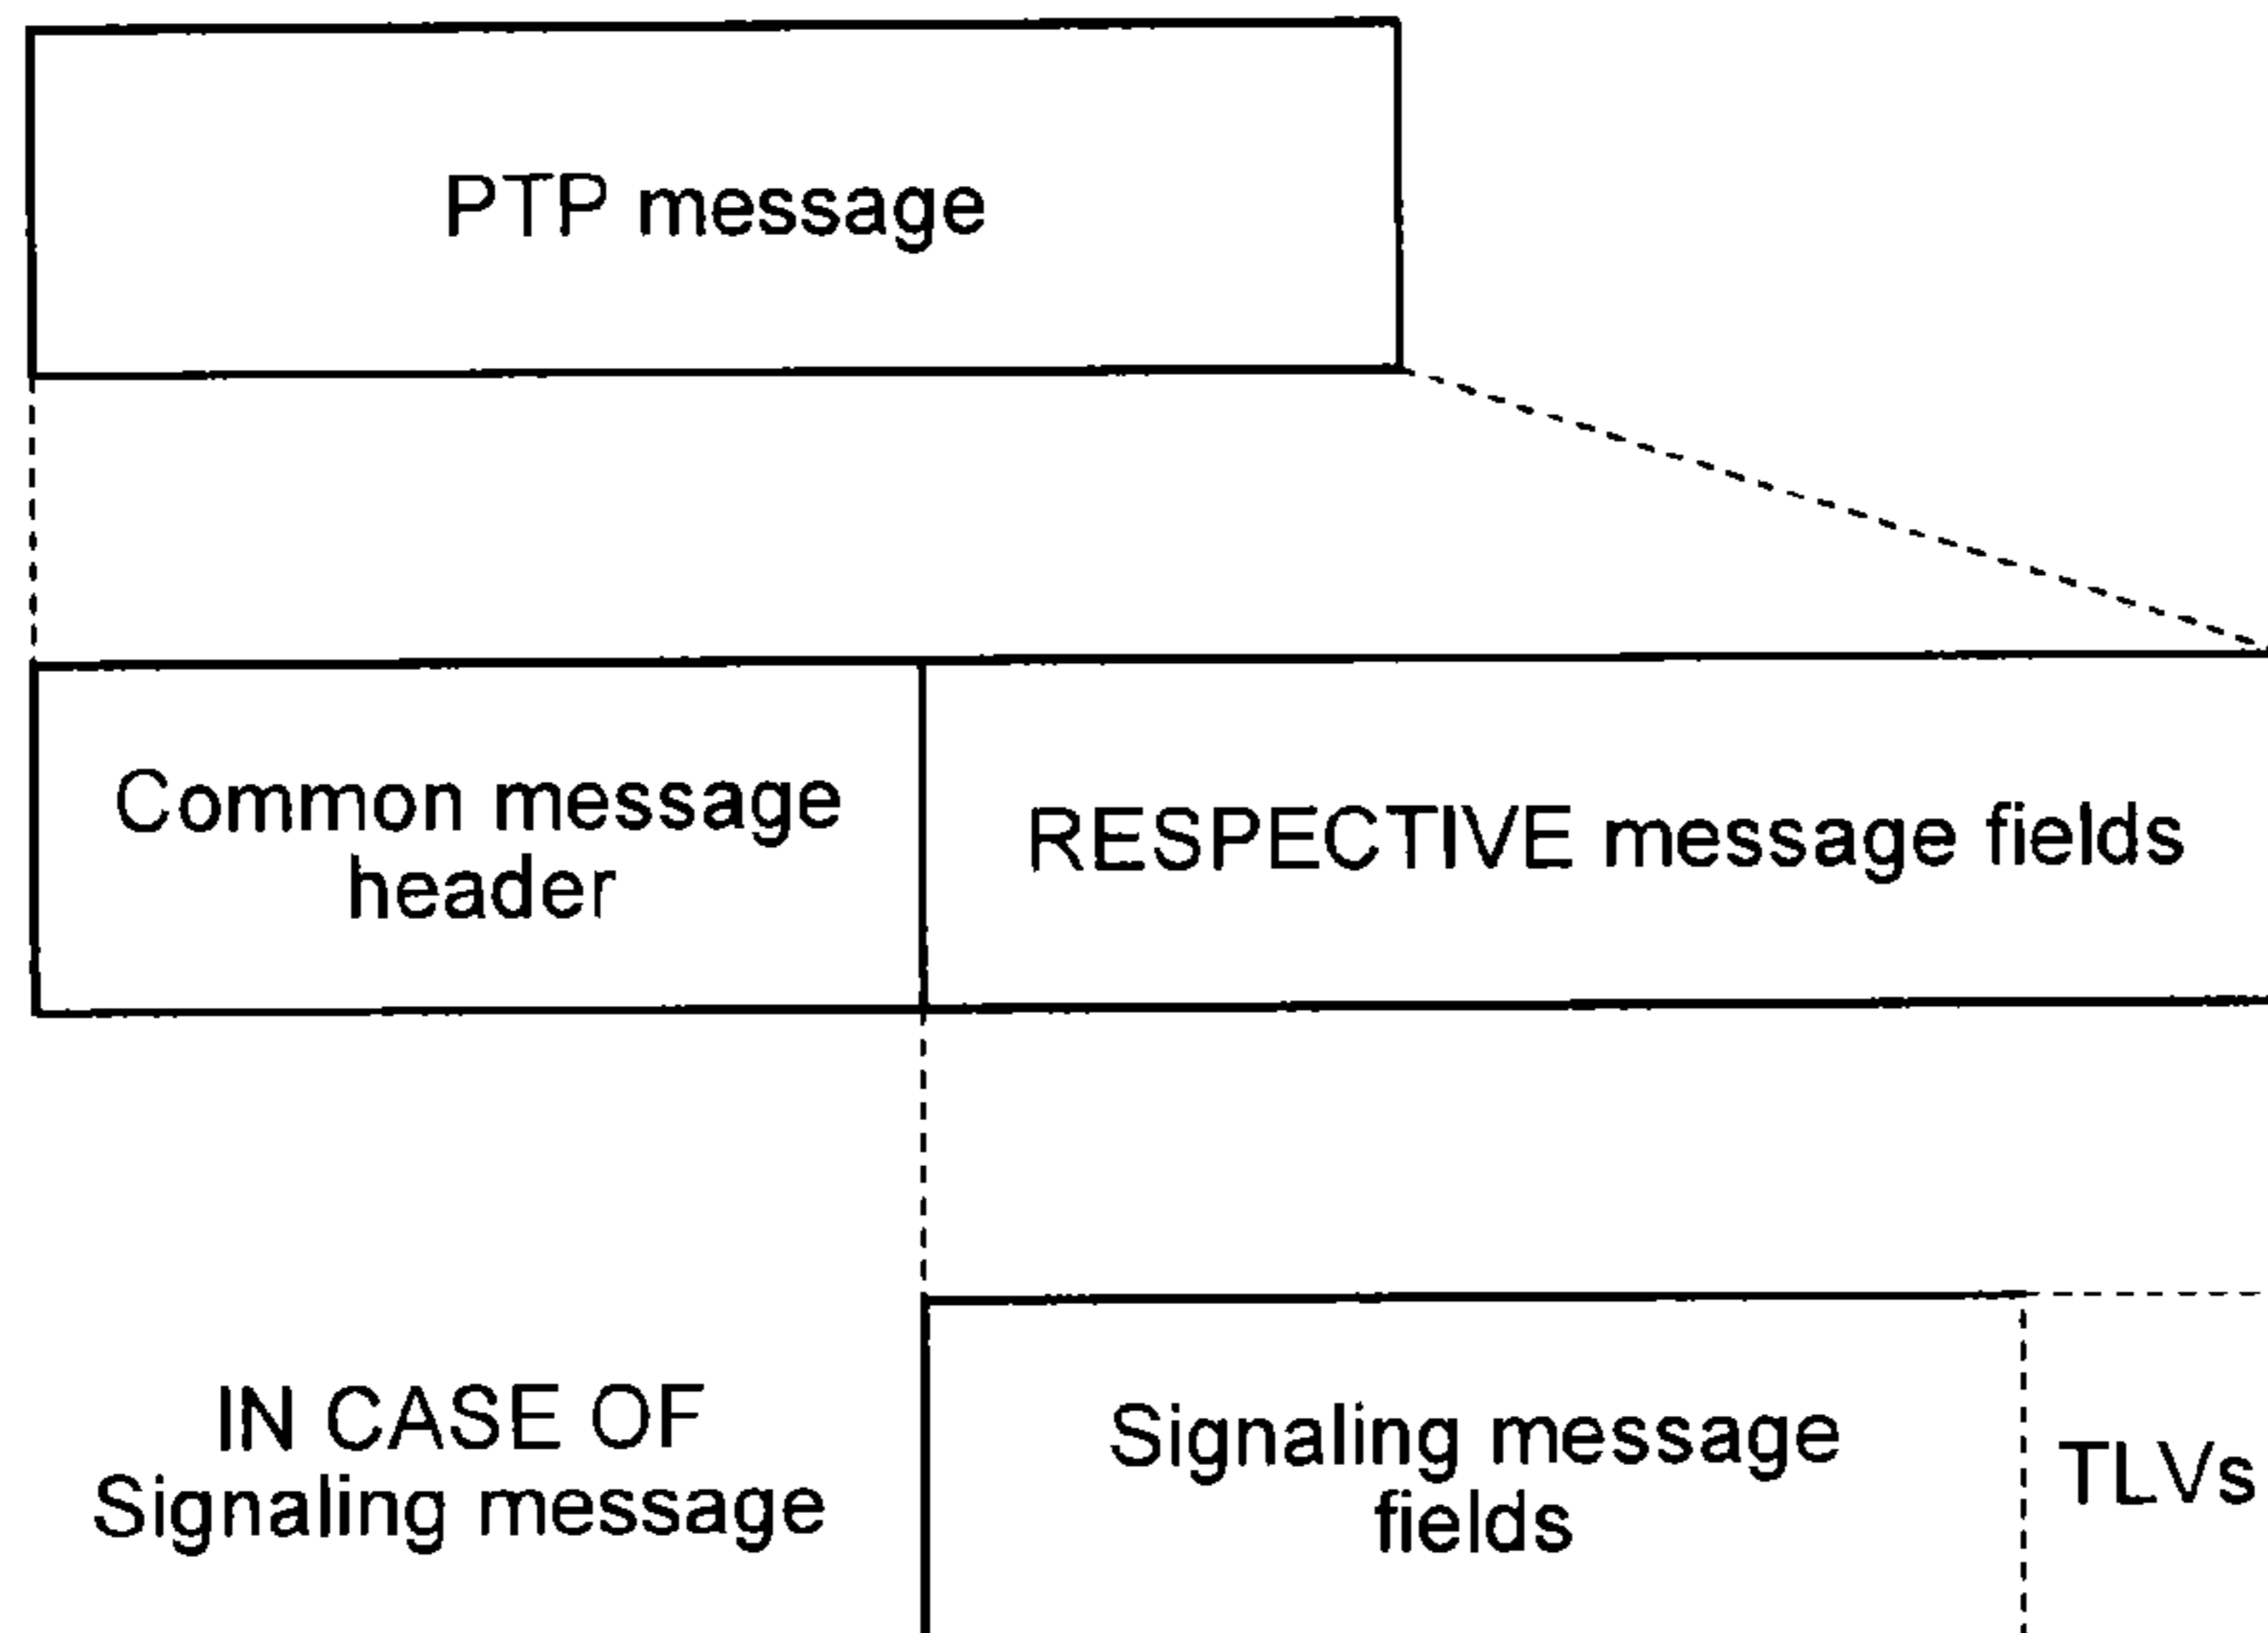 PTP message
Common message
header
RESPECTIVE message fields
IN CASE OF
Signaling message
Signaling message
fields
TLVs